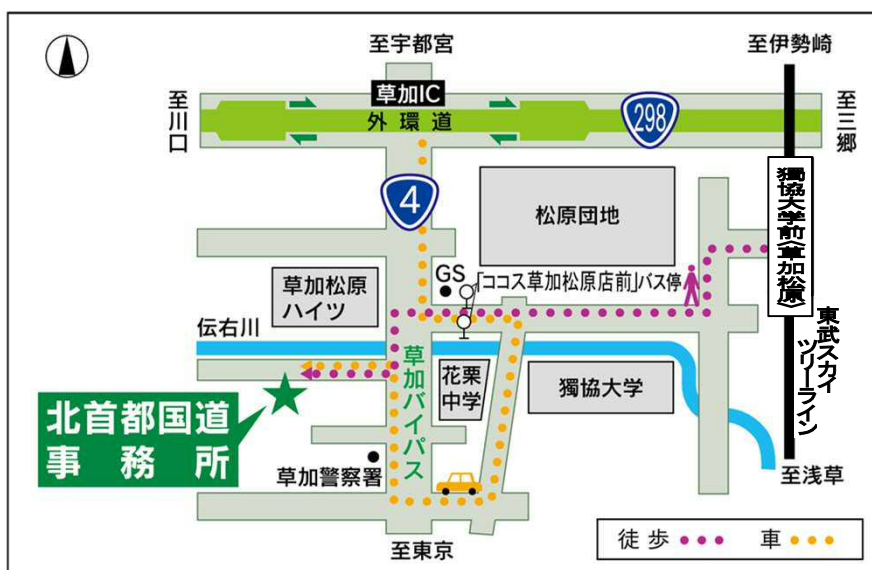 至宇都宮
至伊勢崎
草加IC
至川口
外環道
298
至三郷
4
松原団地
獨協大学前〈草加松原〉
GS
「ココス草加松原店前」バス停
草加松原
ハイツ
東武スカイ
ツリーライン
伝右川
草加バイパス
花栗
中学
獨協大学
北首都国道
事務所
草加警察署
至浅草
至東京
徒歩
車